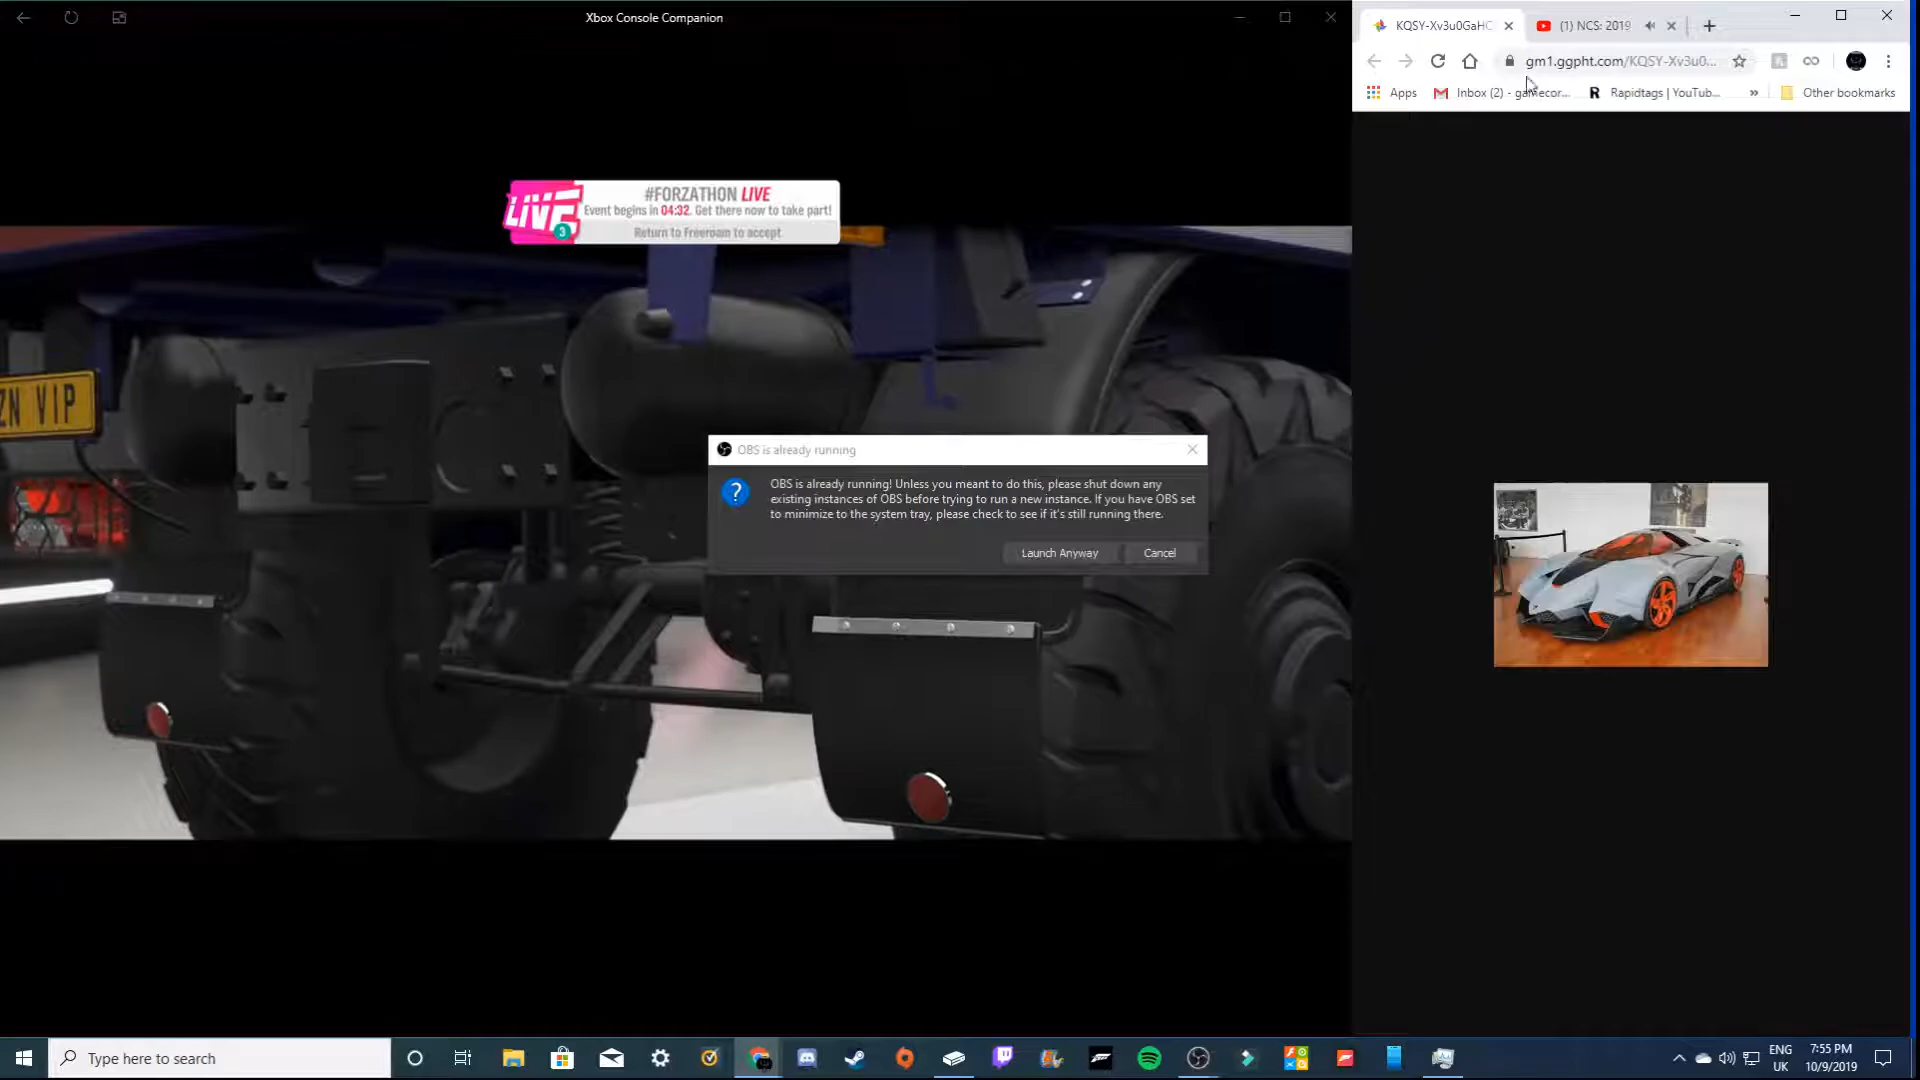 Xbox Console Companion
KQSY-Xv3u0GaHC
(1) NCS: 2019
gm1.ggpht.com/KQSY-Xv3u0...
Apps
Inbox (2) - gamecor...
R Rapidtags | YouTub...
»
Other bookmarks
LIVE
3
#FORZATHON LIVE
Event begins in 04:32. Get there now to take part!
Return to Freeroam to accept
ZN VIP
OBS is already running
OBS is already running! Unless you meant to do this, please shut down any
existing instances of OBS before trying to run a new instance. If you have OBS set
to minimize to the system tray, please check to see if it's still running there.
Launch Anyway
Cancel
Type here to search
ENG
UK
7:55 PM
10/9/2019